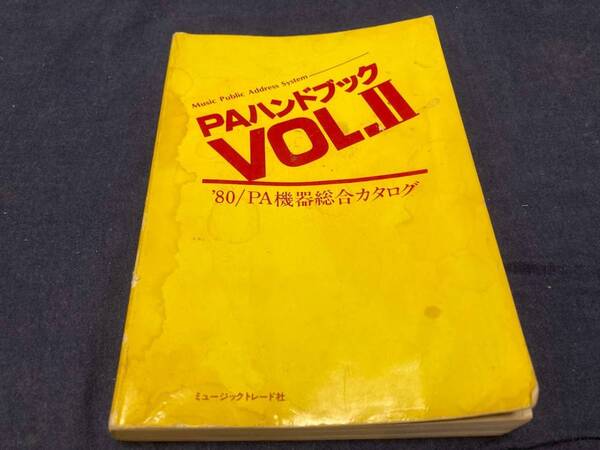 Music Public Address System
PAハンドブック
VOL.II
'80/PA機器総合カタログ
ミュージックトレード社